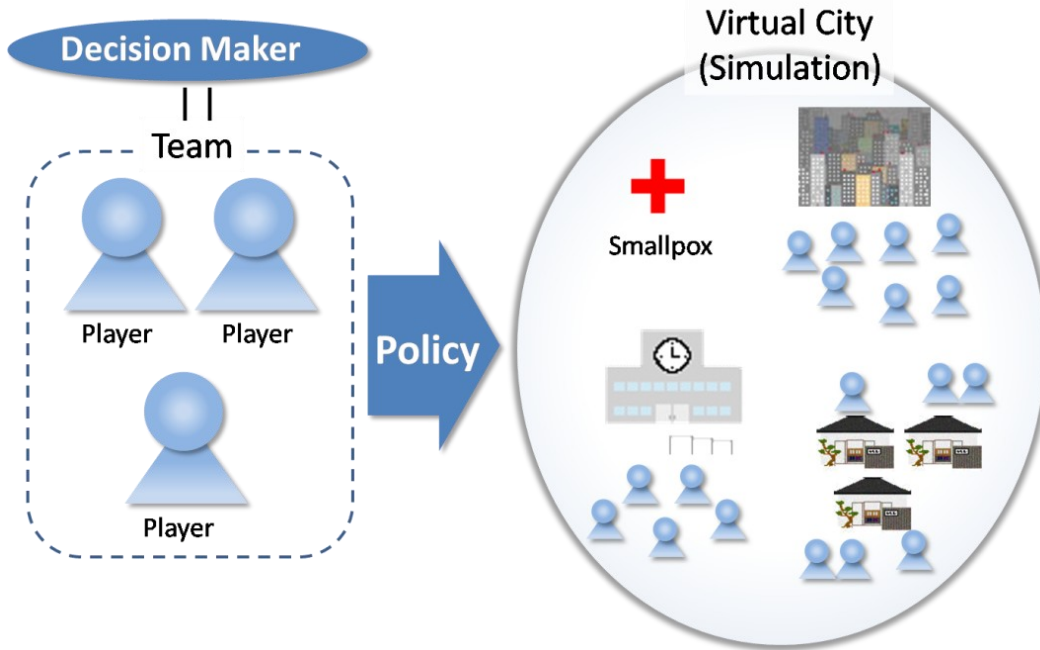 Decision Maker
Team
Player
Player
Player
Policy
Virtual City
(Simulation)
Smallpox